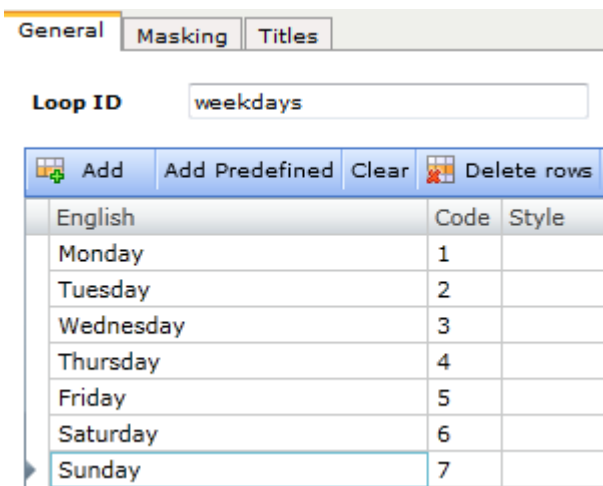 General Masking Titles
Loop ID weekdays
Add Add Predefined Clear Delete rows
English Code Style
Monday 1
Tuesday 2
Wednesday 3
Thursday 4
Friday 5
Saturday 6
Sunday 7